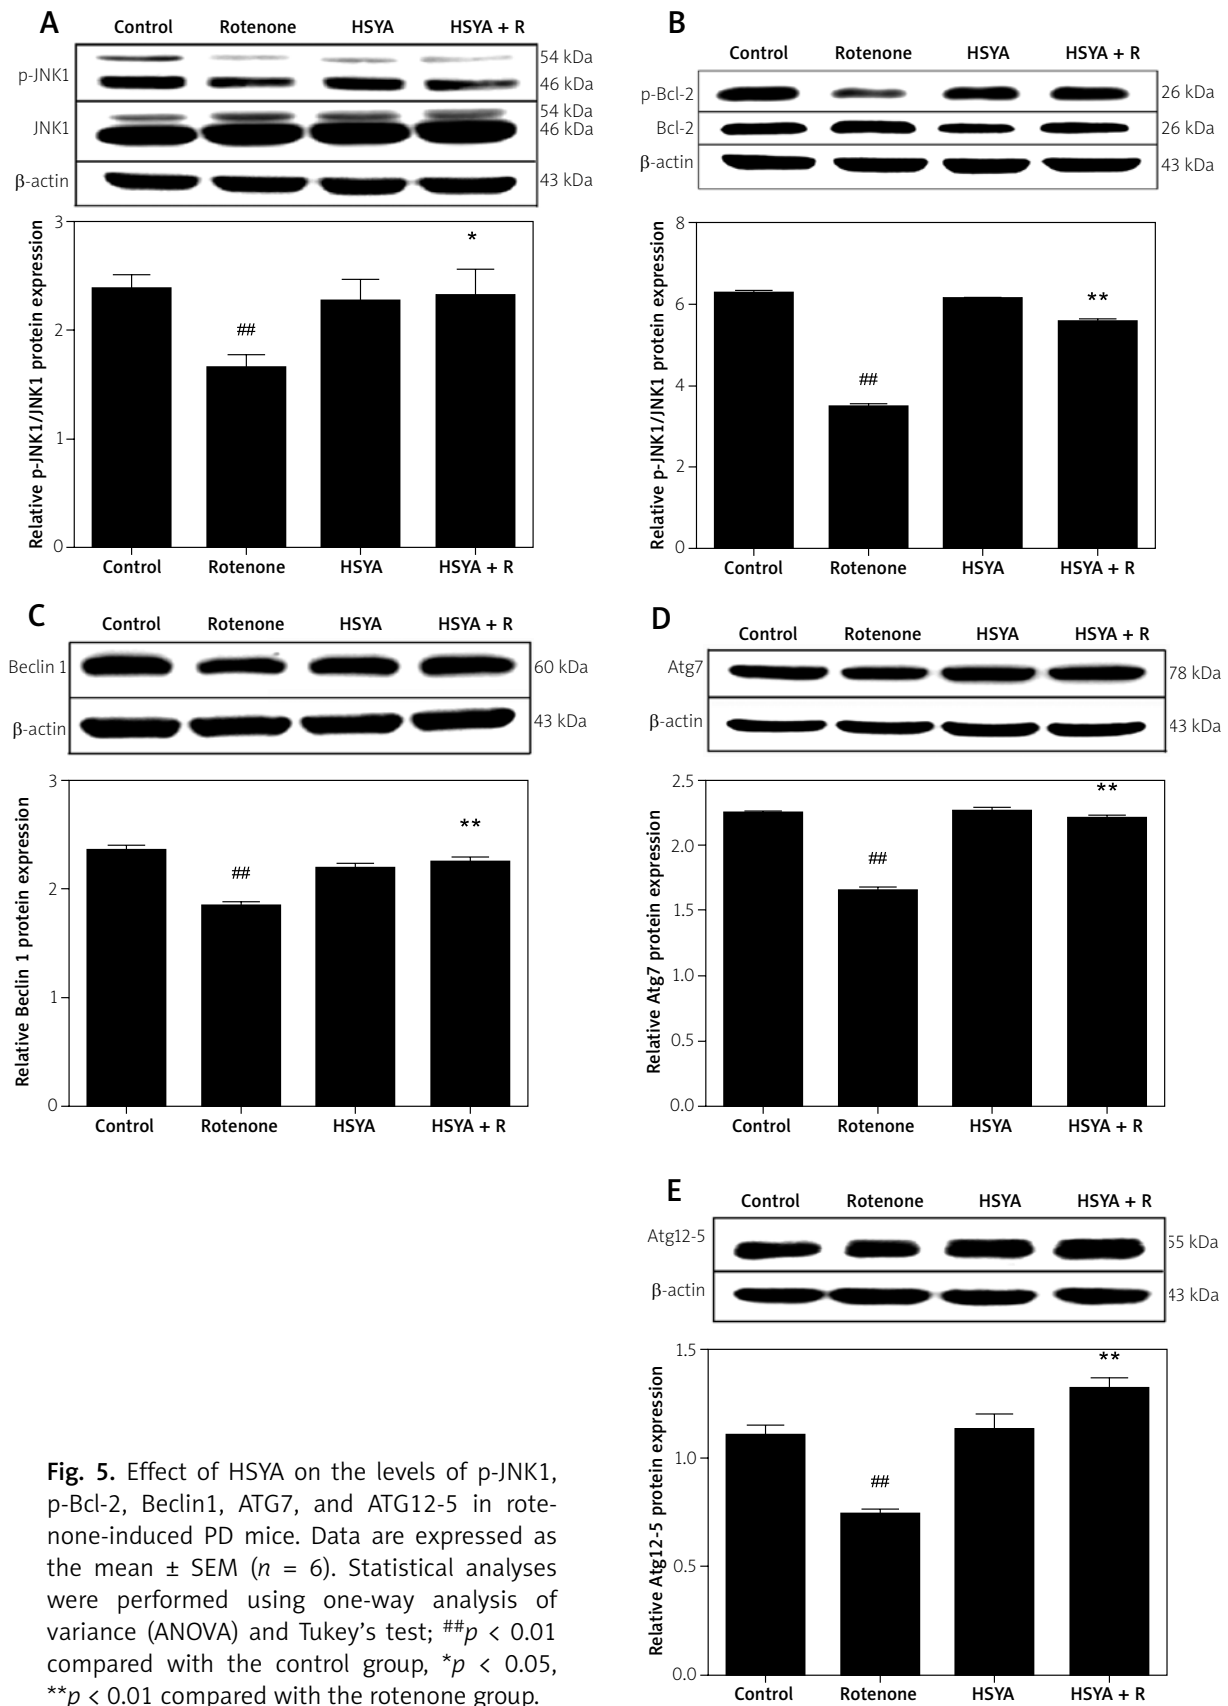 A
Control Rotenone HSYA HSYA + R
p-JNK1
54 kDa
46 kDa
JNK1
54 kDa
46 kDa
β-actin
43 kDa
Relative p-JNK1/JNK1 protein expression
3
2
1
0
##
*
Control Rotenone HSYA HSYA + R
B
Control Rotenone HSYA HSYA + R
p-Bcl-2
26 kDa
Bcl-2
26 kDa
β-actin
43 kDa
Relative p-JNK1/JNK1 protein expression
8
6
4
2
0
##
**
Control Rotenone HSYA HSYA + R
C
Control Rotenone HSYA HSYA + R
Beclin 1
60 kDa
β-actin
43 kDa
Relative Beclin 1 protein expression
3
2
1
0
##
**
Control Rotenone HSYA HSYA + R
D
Control Rotenone HSYA HSYA + R
Atg7
78 kDa
β-actin
43 kDa
Relative Atg7 protein expression
2.5
2.0
1.5
1.0
0.5
0.0
##
**
Control Rotenone HSYA HSYA + R
E
Control Rotenone HSYA HSYA + R
Atg12-5
55 kDa
β-actin
43 kDa
Relative Atg12-5 protein expression
1.5
1.0
0.5
0.0
##
**
Control Rotenone HSYA HSYA + R
Fig. 5. Effect of HSYA on the levels of p-JNK1,
p-Bcl-2, Beclin1, ATG7, and ATG12-5 in rote-
none-induced PD mice. Data are expressed as
the mean ± SEM (n = 6). Statistical analyses
were performed using one-way analysis of
variance (ANOVA) and Tukey's test; ##p < 0.01
compared with the control group, *p < 0.05,
**p < 0.01 compared with the rotenone group.